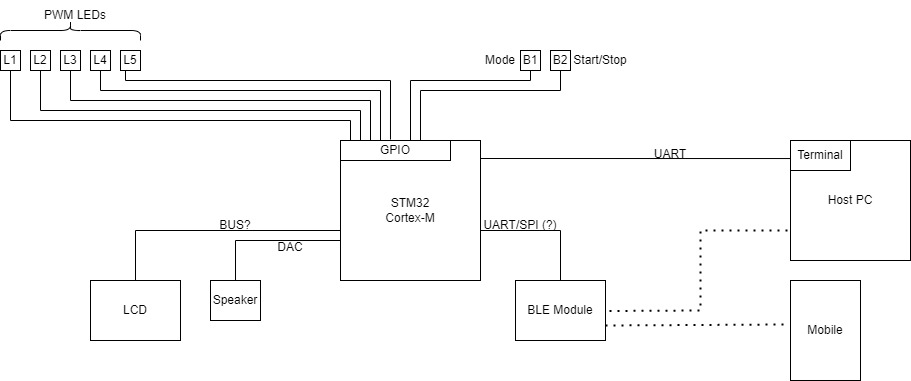 PWM LEDs
L1 L2 L3 L4 L5
Mode B1 B2 Start/Stop
GPIO
UART
Terminal
STM32
Cortex-M
Host PC
BUS?
UART/SPI (?)
DAC
LCD
Speaker
BLE Module
Mobile